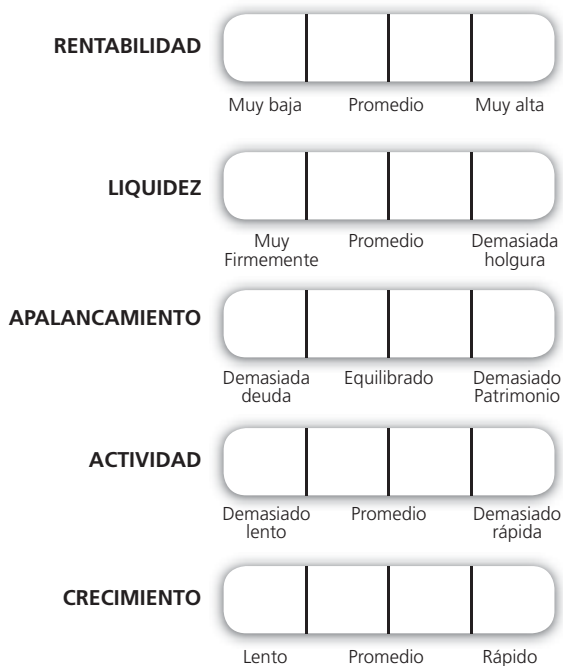 RENTABILIDAD
Muy baja Promedio Muy alta
LIQUIDEZ
Muy Firmemente Promedio Demasiada holgura
APALANCAMIENTO
Demasiada deuda Equilibrado Demasiado Patrimonio
ACTIVIDAD
Demasiado lento Promedio Demasiado rápida
CRECIMIENTO
Lento Promedio Rápido